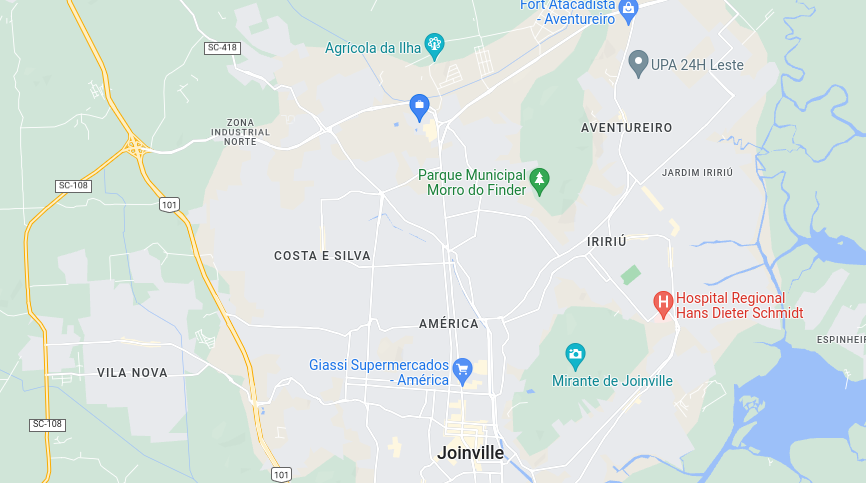 Fort Atacadista
- Aventureiro
SC-418
Agrícola da Ilha
UPA 24H Leste
ZONA
INDUSTRIAL
NORTE
AVENTUREIRO
Parque Municipal
Morro do Finder
JARDIM IRIRIÚ
SC-108
101
IRIRIÚ
COSTA E SILVA
Hospital Regional
Hans Dieter Schmidt
AMÉRICA
ESPINHEIR
Giassi Supermercados
- América
VILA NOVA
Mirante de Joinville
SC-108
Joinville
101